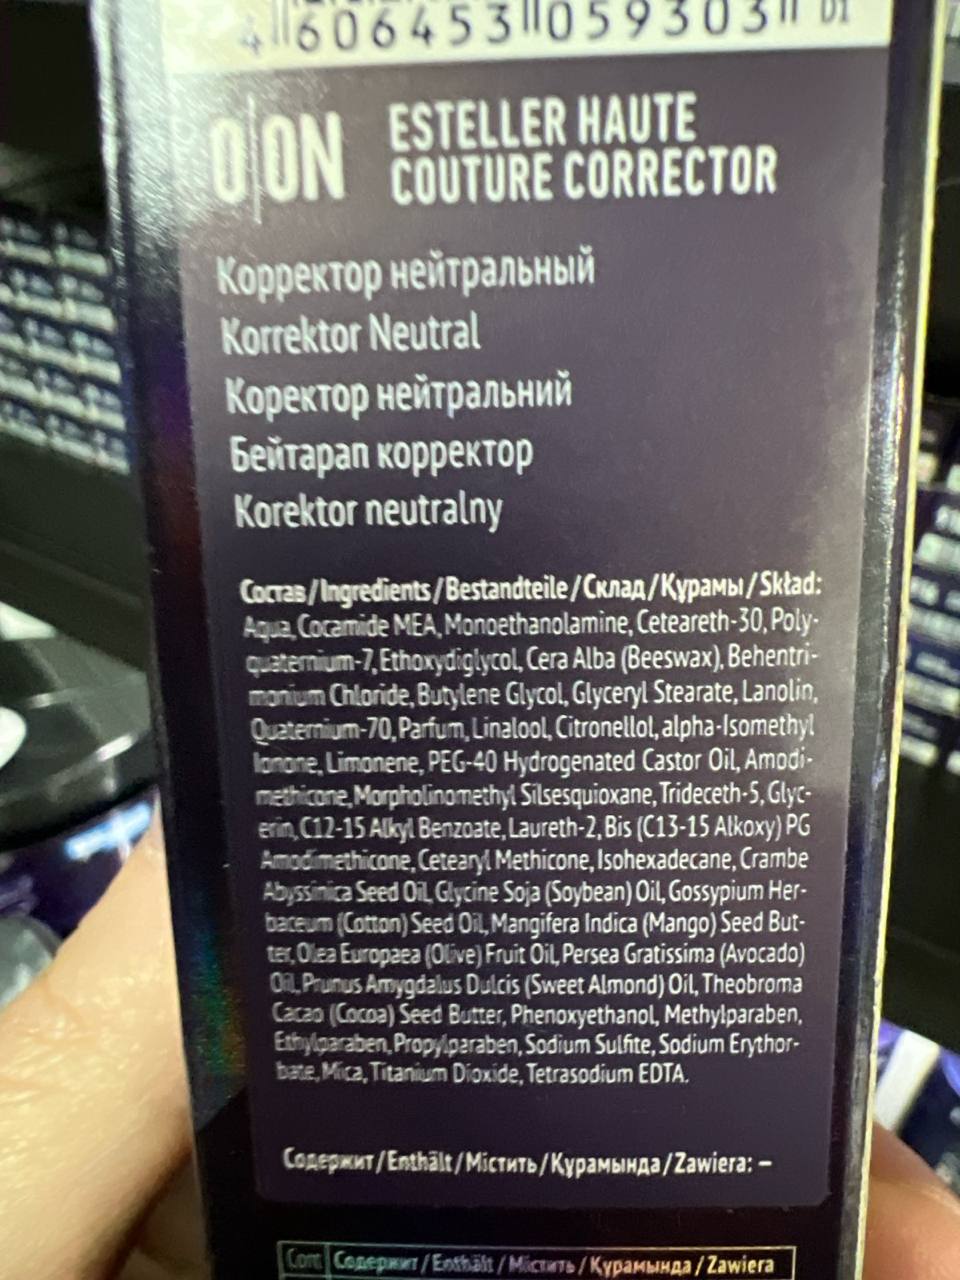 4 606453 059303 D1
0|0N ESTELLER HAUTE
COUTURE CORRECTOR
Корректор нейтральный
Korrektor Neutral
Коректор нейтральний
Бейтарап корректор
Korektor neutralny
Состав/Ingredients/Bestandteile/Склад/Құрамы/Skład:
Aqua, Cocamide MEA, Monoethanolamine, Ceteareth-30, Poly-
quaternium-7, Ethoxydiglycol, Cera Alba (Beeswax), Behentri-
monium Chloride, Butylene Glycol, Glyceryl Stearate, Lanolin,
Quaternium-70, Parfum, Linalool, Citronellol, alpha-Isomethyl
Ionone, Limonene, PEG-40 Hydrogenated Castor Oil, Amodi-
methicone, Morpholinomethyl Silsesquioxane, Trideceth-5, Glyc-
erin, C12-15 Alkyl Benzoate, Laureth-2, Bis (C13-15 Alkoxy) PG
Amodimethicone, Cetearyl Methicone, Isohexadecane, Crambe
Abyssinica Seed Oil, Glycine Soja (Soybean) Oil, Gossypium Her-
baceum (Cotton) Seed Oil, Mangifera Indica (Mango) Seed But-
ter, Olea Europaea (Olive) Fruit Oil, Persea Gratissima (Avocado)
Oil, Prunus Amygdalus Dulcis (Sweet Almond) Oil, Theobroma
Cacao (Cocoa) Seed Butter, Phenoxyethanol, Methylparaben,
Ethylparaben, Propylparaben, Sodium Sulfite, Sodium Erythor-
bate, Mica, Titanium Dioxide, Tetrasodium EDTA.
Содержит/Enthält/Містить/Құрамында/Zawiera: –
Cont Содержит/Enthält/Містить/Құрамында/Zawiera